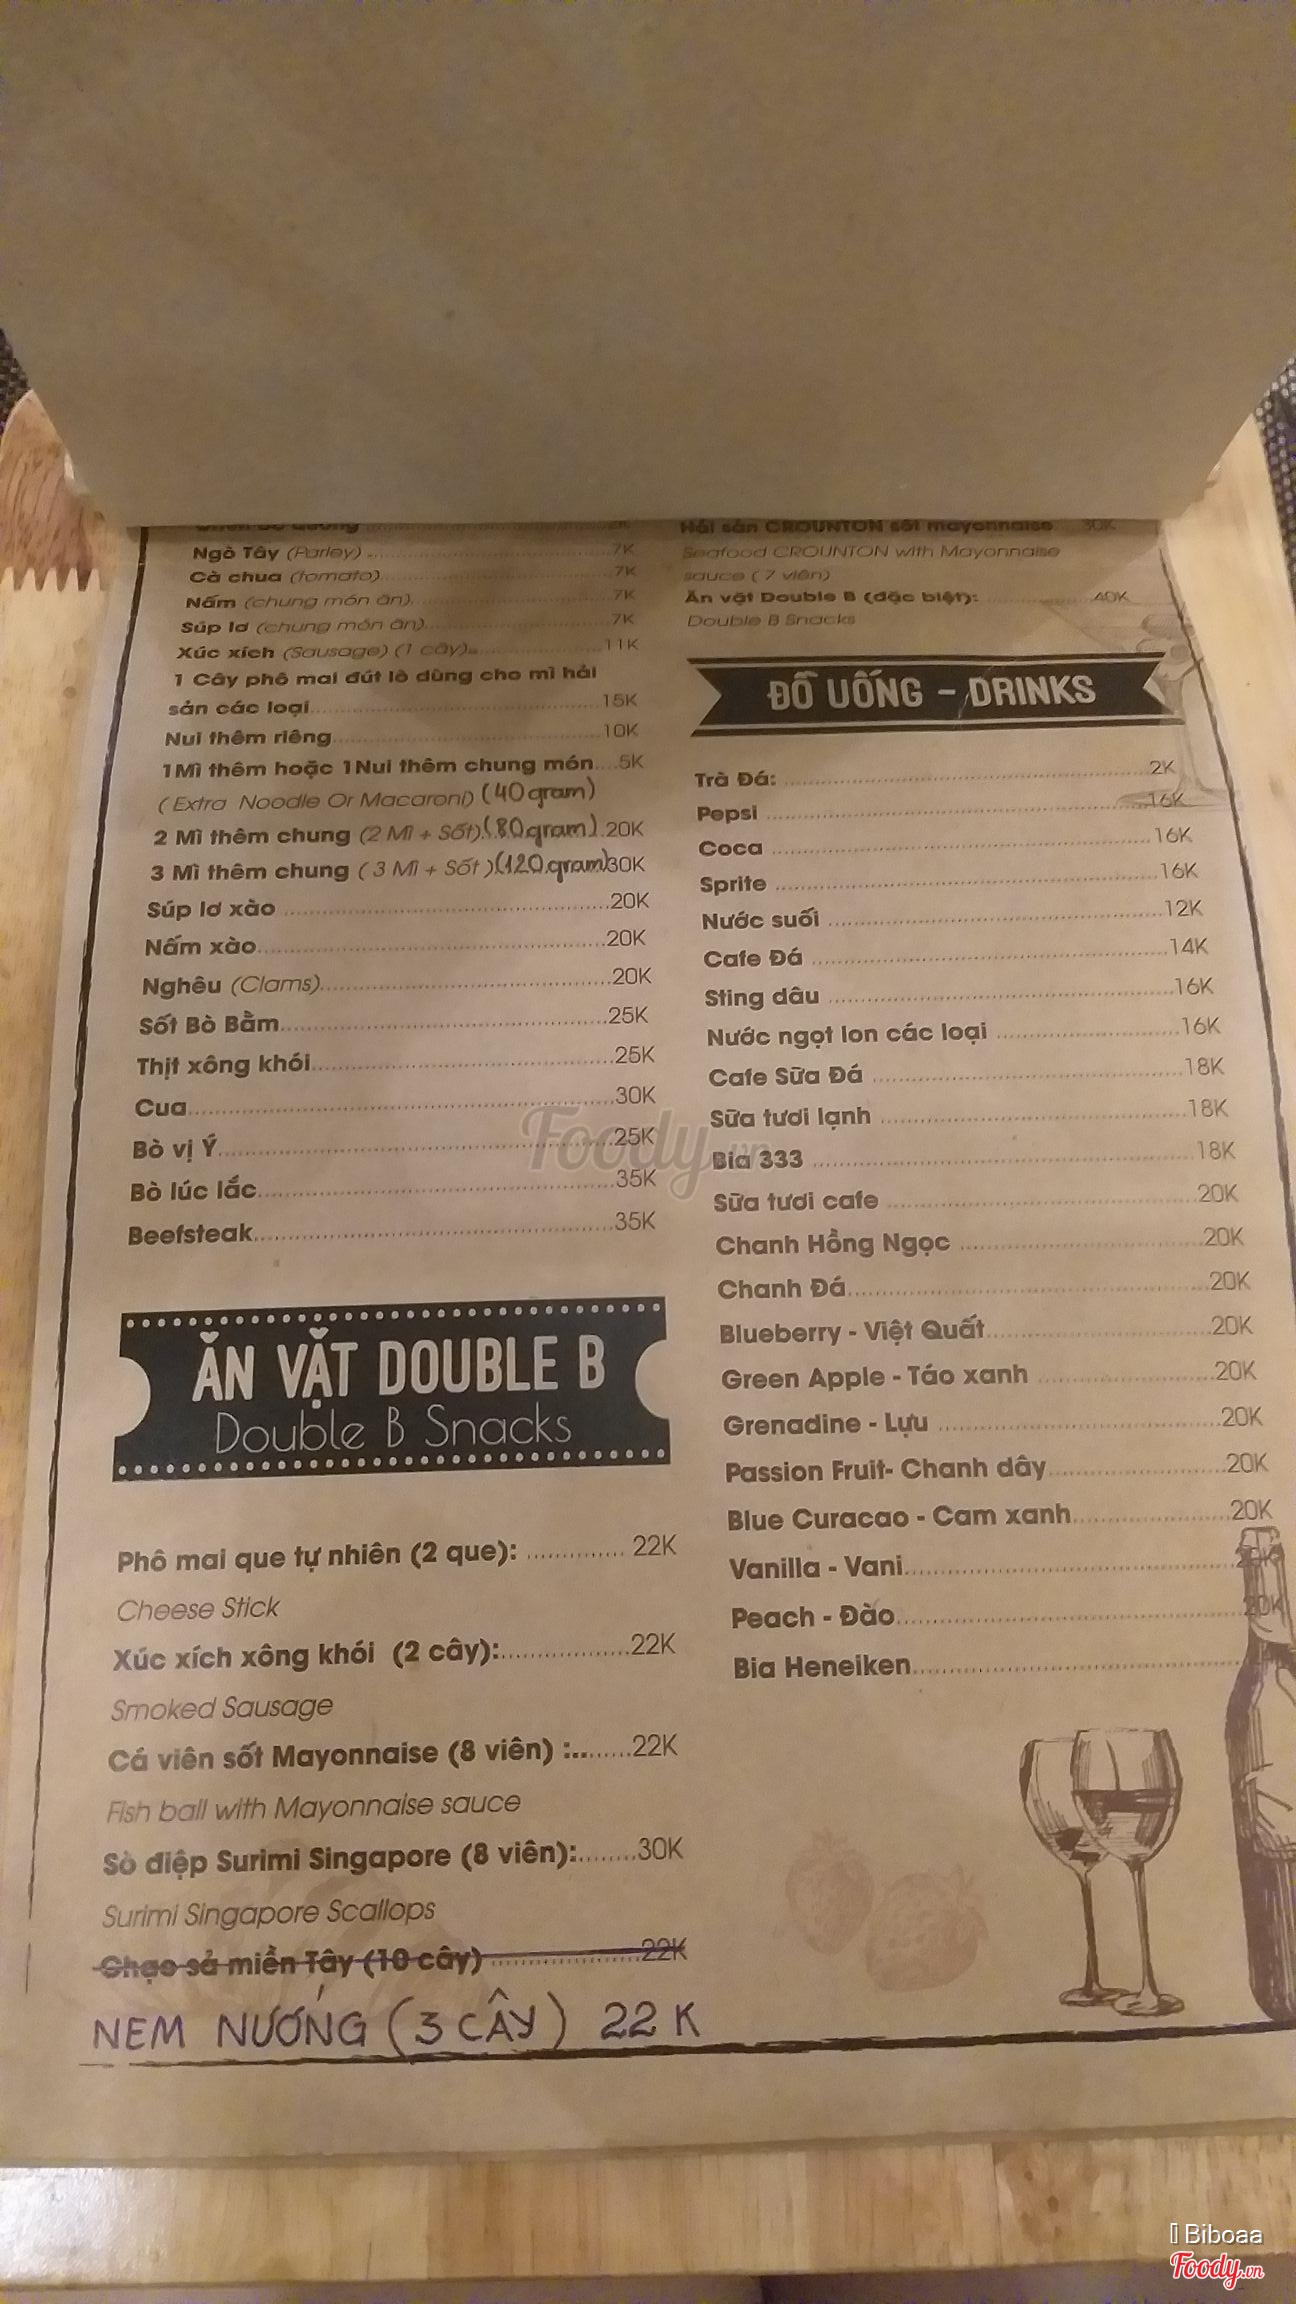 Ngò Tây (Parley) 7K
Cà chua (tomato) 7K
Nấm (chung món ăn) 7K
Súp lơ (chung món ăn) 7K
Xúc xích (Sausage) (1 cây) 11K
1 Cây phô mai đút lò dùng cho mì hải
sản các loại 15K
Nui thêm riêng 10K
1Mì thêm hoặc 1Nui thêm chung món 5K
(Extra Noodle Or Macaroni) (40 gram)
2 Mì thêm chung (2 Mì + Sốt) (80 gram) 20K
3 Mì thêm chung (3 Mì + Sốt) (120 gram) 30K
Súp lơ xào 20K
Nấm xào 20K
Nghêu (Clams) 20K
Sốt Bò Bằm 25K
Thịt xông khói 25K
Cua 30K
Bò vị Ý 25K
Bò lúc lắc 35K
Beefsteak 35K
ĂN VẶT DOUBLE B
Double B Snacks
Phô mai que tự nhiên (2 que): 22K
Cheese Stick
Xúc xích xông khói (2 cây): 22K
Smoked Sausage
Cá viên sốt Mayonnaise (8 viên) : 22K
Fish ball with Mayonnaise sauce
Sò điệp Surimi Singapore (8 viên): 30K
Surimi Singapore Scallops
Chạo sả miền Tây (10 cây) 22K
NEM NƯỚNG (3 CÂY) 22 K
Hải sản CROUNTON sốt mayonnaise 30K
Seafood CROUNTON with Mayonnaise
sauce ( 7 viên)
Ăn vặt Double B (đặc biệt): 40K
Double B Snacks
ĐỒ UỐNG - DRINKS
Trà Đá: 2K
Pepsi 16K
Coca 16K
Sprite 16K
Nước suối 12K
Cafe Đá 14K
Sting dâu 16K
Nước ngọt lon các loại 16K
Cafe Sữa Đá 18K
Sữa tươi lạnh 18K
Bia 333 18K
Sữa tươi cafe 20K
Chanh Hồng Ngọc 20K
Chanh Đá 20K
Blueberry - Việt Quất 20K
Green Apple - Táo xanh 20K
Grenadine - Lựu 20K
Passion Fruit- Chanh dây 20K
Blue Curacao - Cam xanh 20K
Vanilla - Vani 20K
Peach - Đào 20K
Bia Heneiken
Foody.vn
Biboaa
Foody.vn